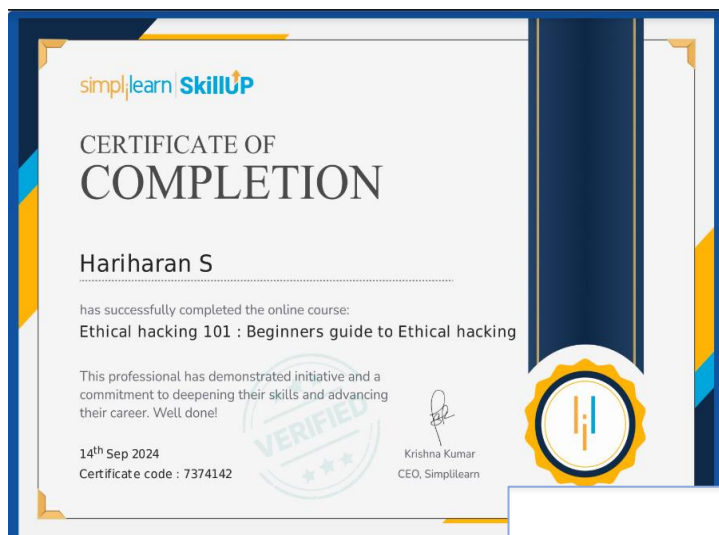 simplilearn | SkillUP
CERTIFICATE OF
COMPLETION
Hariharan S
has successfully completed the online course:
Ethical hacking 101 : Beginners guide to Ethical hacking
This professional has demonstrated initiative and a
commitment to deepening their skills and advancing
their career. Well done!
VERIFIED
14th Sep 2024
Certificate code : 7374142
Krishna Kumar
CEO, Simplilearn